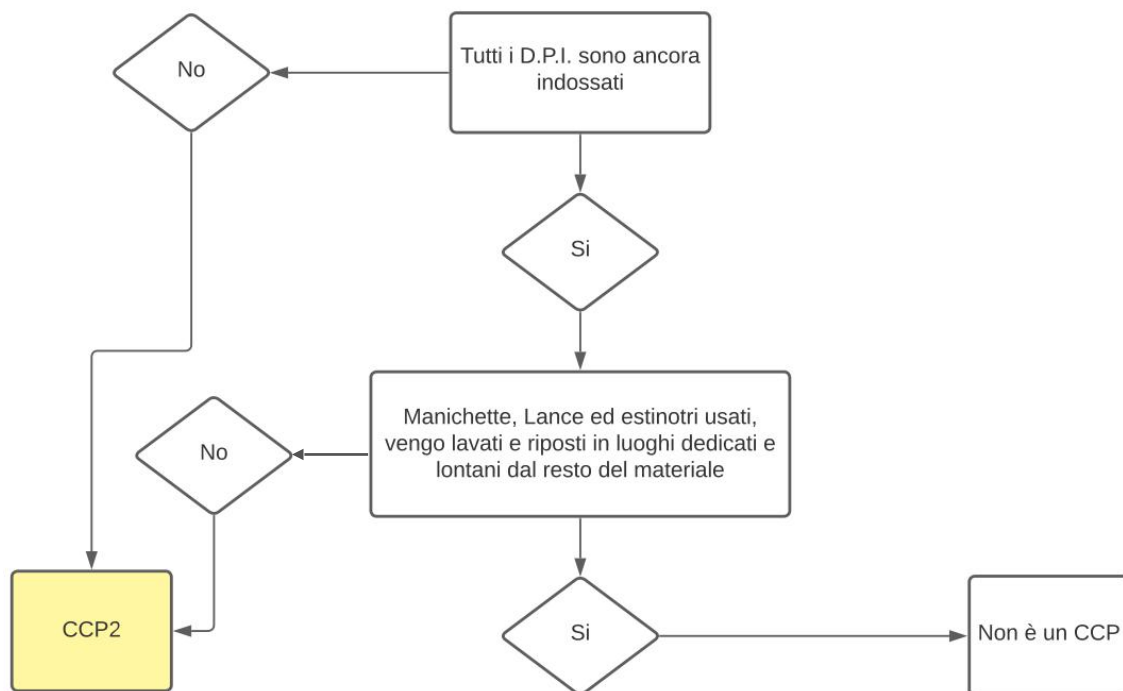 Tutti i D.P.I. sono ancora
indossati
No
Si
Manichette, Lance ed estinotri usati,
vengo lavati e riposti in luoghi dedicati e
lontani dal resto del materiale
No
CCP2
Si
Non è un CCP